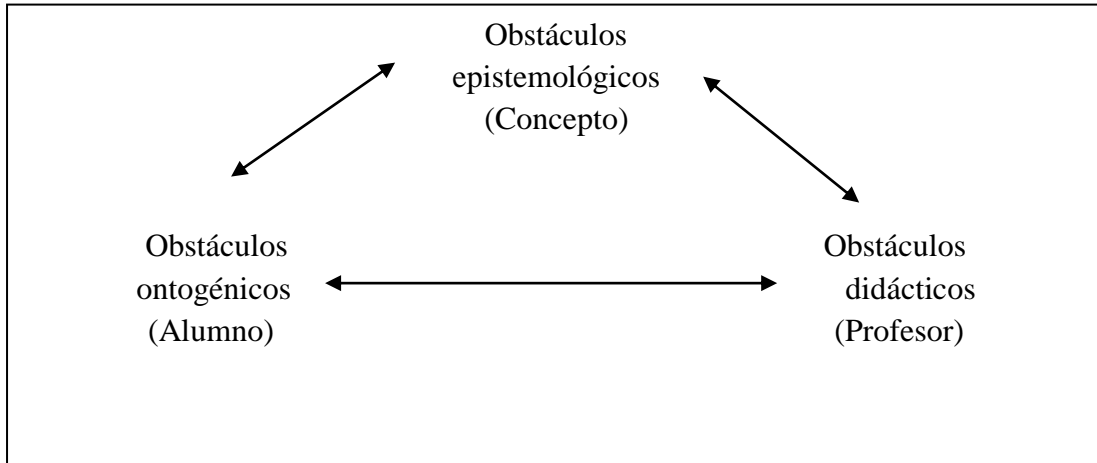 Obstáculos
epistemológicos
(Concepto)
Obstáculos
ontogénicos
(Alumno)
Obstáculos
didácticos
(Profesor)